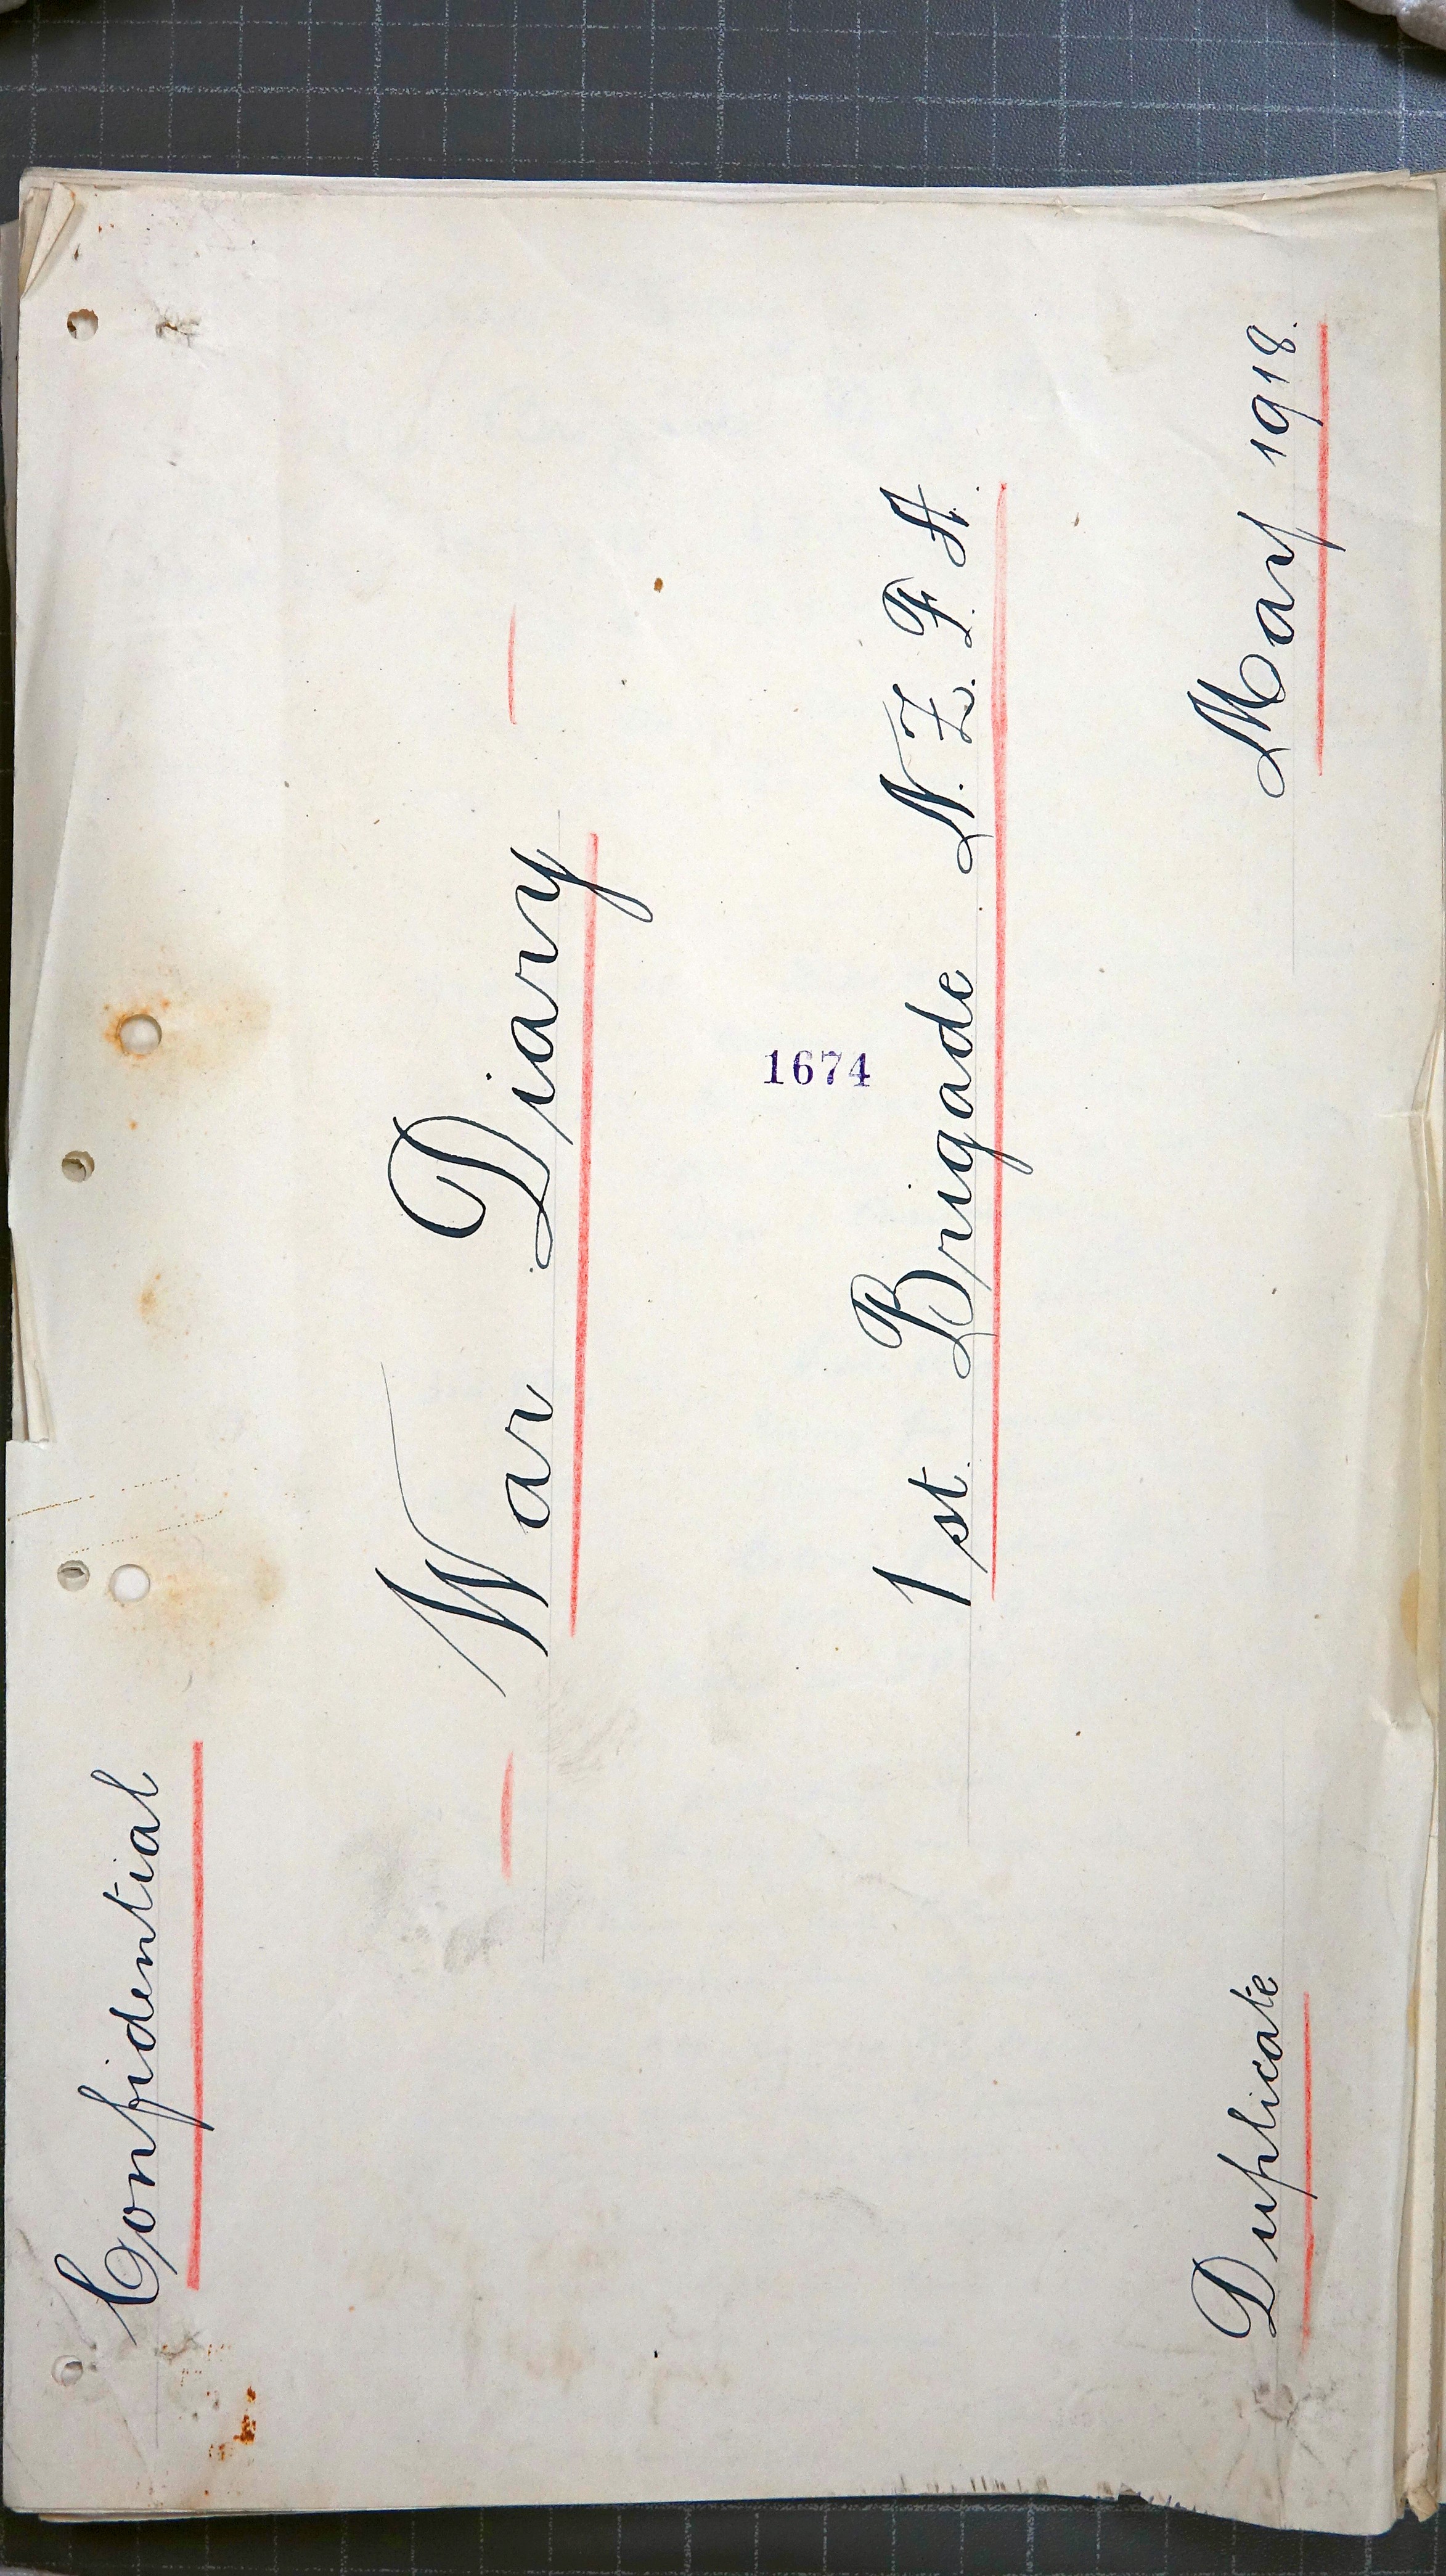 Confidential
War Diary
1674
1st. Brigade N. Z. F. A.
Duplicate
May 1918.